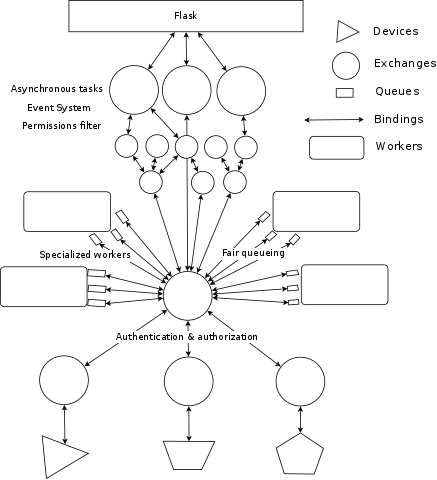 Flask
Devices
Exchanges
Queues
Bindings
Workers
Asynchronous tasks
Event System
Permissions filter
Specialized workers
Fair queueing
Authentication & authorization